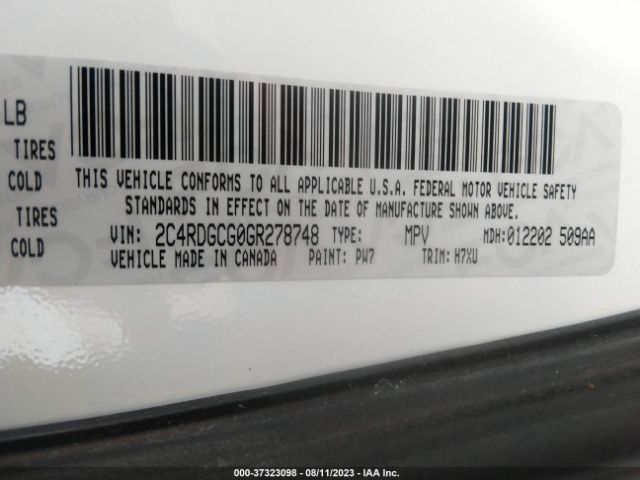 LB
TIRES
COLD
THIS VEHICLE CONFORMS TO ALL APPLICABLE U.S.A. FEDERAL MOTOR VEHICLE SAFETY
STANDARDS IN EFFECT ON THE DATE OF MANUFACTURE SHOWN ABOVE.
TIRES
VIN: 2C4RDGCG0GR278748 TYPE: MPV MDH:012202 509AA
COLD
VEHICLE MADE IN CANADA PAINT: PW7 TRIM: H7XU
000-37323098 - 08/11/2023 - IAA Inc.